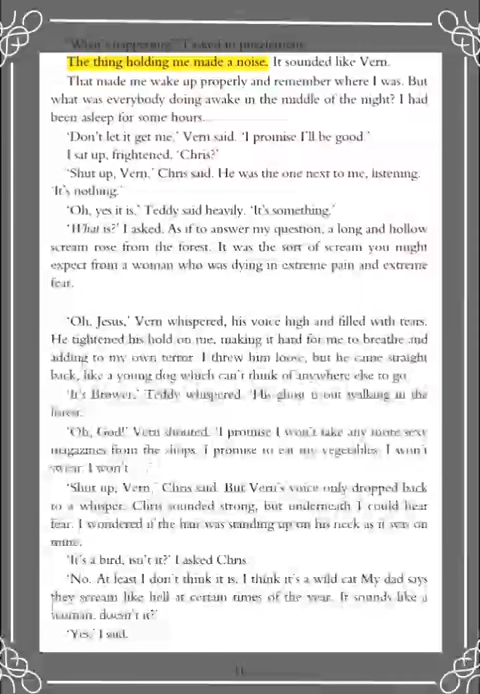 'What's happening?' I asked in puzzlement.
The thing holding me made a noise. It sounded like Vern.
That made me wake up properly and remember where I was. But
what was everybody doing awake in the middle of the night? I had
been asleep for some hours...
'Don't let it get me,' Vern said. 'I promise I'll be good.'
I sat up, frightened. 'Chris?'
'Shut up, Vern,' Chris said. He was the one next to me, listening.
'It's nothing.'
'Oh, yes it is,' Teddy said heavily. 'It's something.'
'What is?' I asked. As if to answer my question, a long and hollow
scream rose from the forest. It was the sort of scream you might
expect from a woman who was dying in extreme pain and extreme
fear.
'Oh, Jesus,' Vern whispered, his voice high and filled with tears.
He tightened his hold on me, making it hard for me to breathe and
adding to my own terror. I threw him loose, but he came straight
back, like a young dog which can't think of anywhere else to go.
'It's Brower,' Teddy whispered. 'His ghost is out walking in the
forest.'
'Oh, God!' Vern shouted. 'I promise I won't take any more sexy
magazines from the shops. I promise to eat my vegetables. I won't
swear. I won't ...'
'Shut up, Vern,' Chris said. But Vern's voice only dropped back
to a whisper. Chris sounded strong, but underneath I could hear
fear. I wondered if the hair was standing up on his neck as it was on
mine.
'It's a bird, isn't it?' I asked Chris.
'No. At least I don't think it is. I think it's a wild cat. My dad says
they scream like hell at certain times of the year. It sounds like a
woman, doesn't it?'
'Yes,' I said.